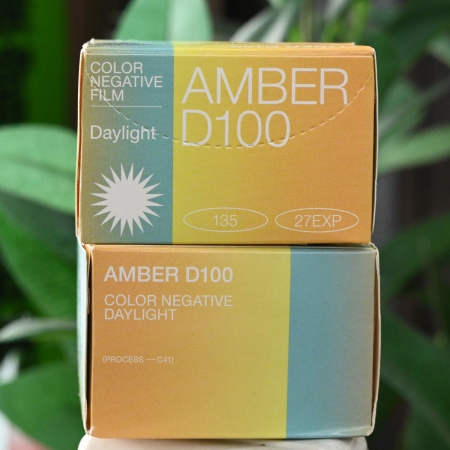 COLOR
NEGATIVE
FILM
Daylight
AMBER
D100
135
27EXP
AMBER D100
COLOR NEGATIVE
DAYLIGHT
(PROCESS — C41)